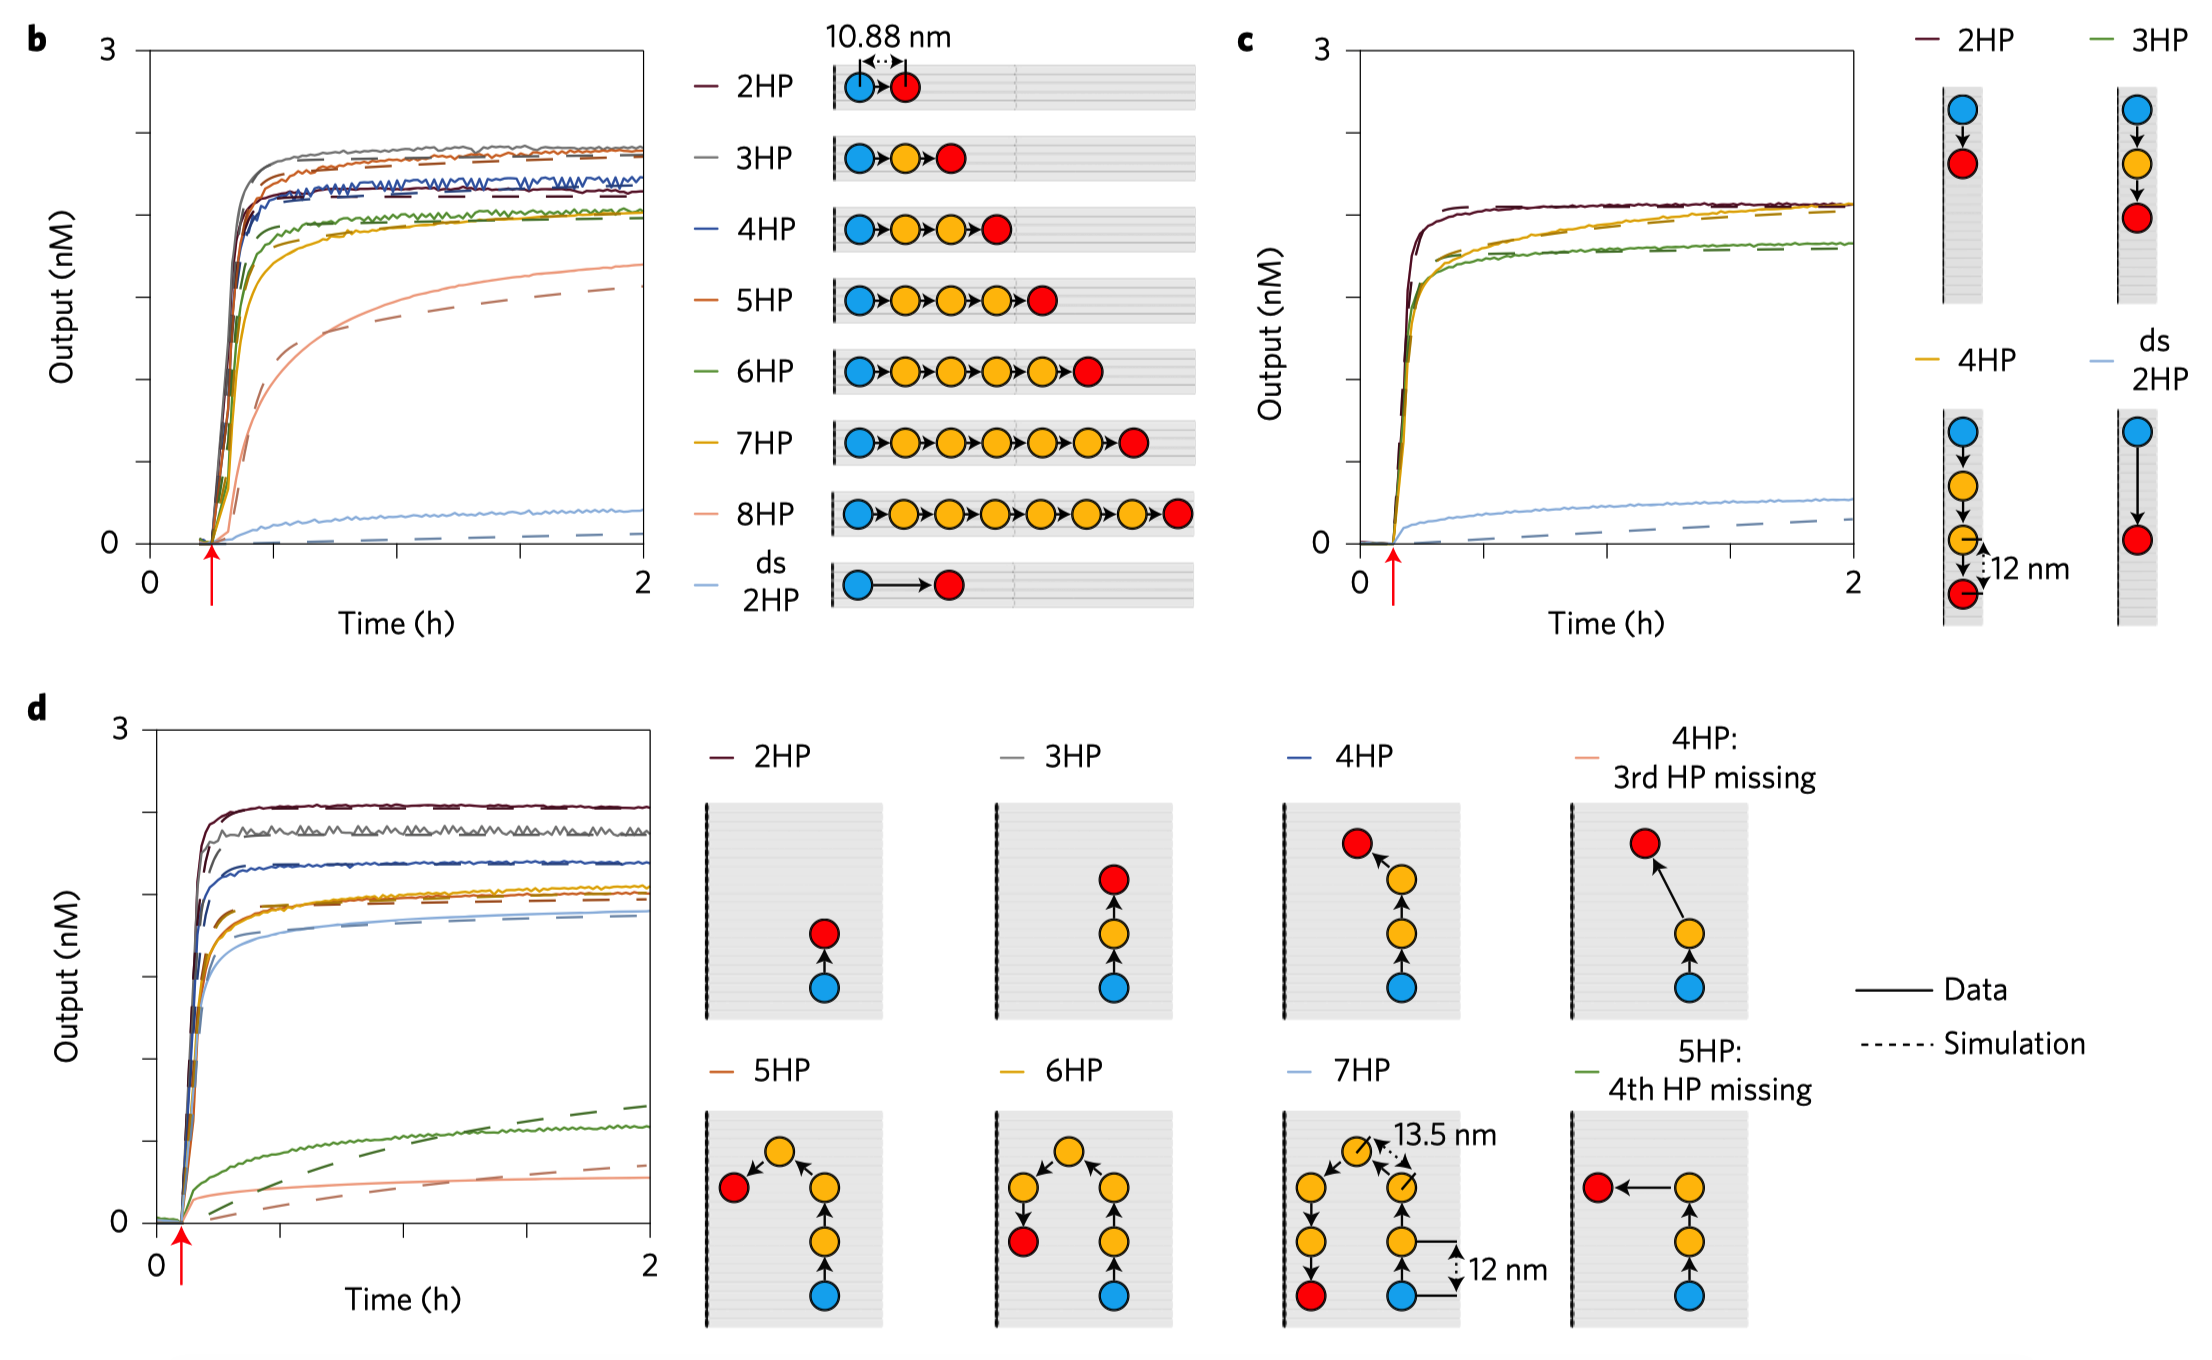 b
3
0
0
2
Output (nM)
Time (h)
10.88 nm
2HP
3HP
4HP
5HP
6HP
7HP
8HP
ds
2HP
c
3
0
0
2
Output (nM)
Time (h)
2HP
3HP
4HP
ds
2HP
12 nm
d
3
0
0
2
Output (nM)
Time (h)
2HP
3HP
4HP
4HP:
3rd HP missing
5HP
6HP
7HP
5HP:
4th HP missing
13.5 nm
12 nm
Data
Simulation